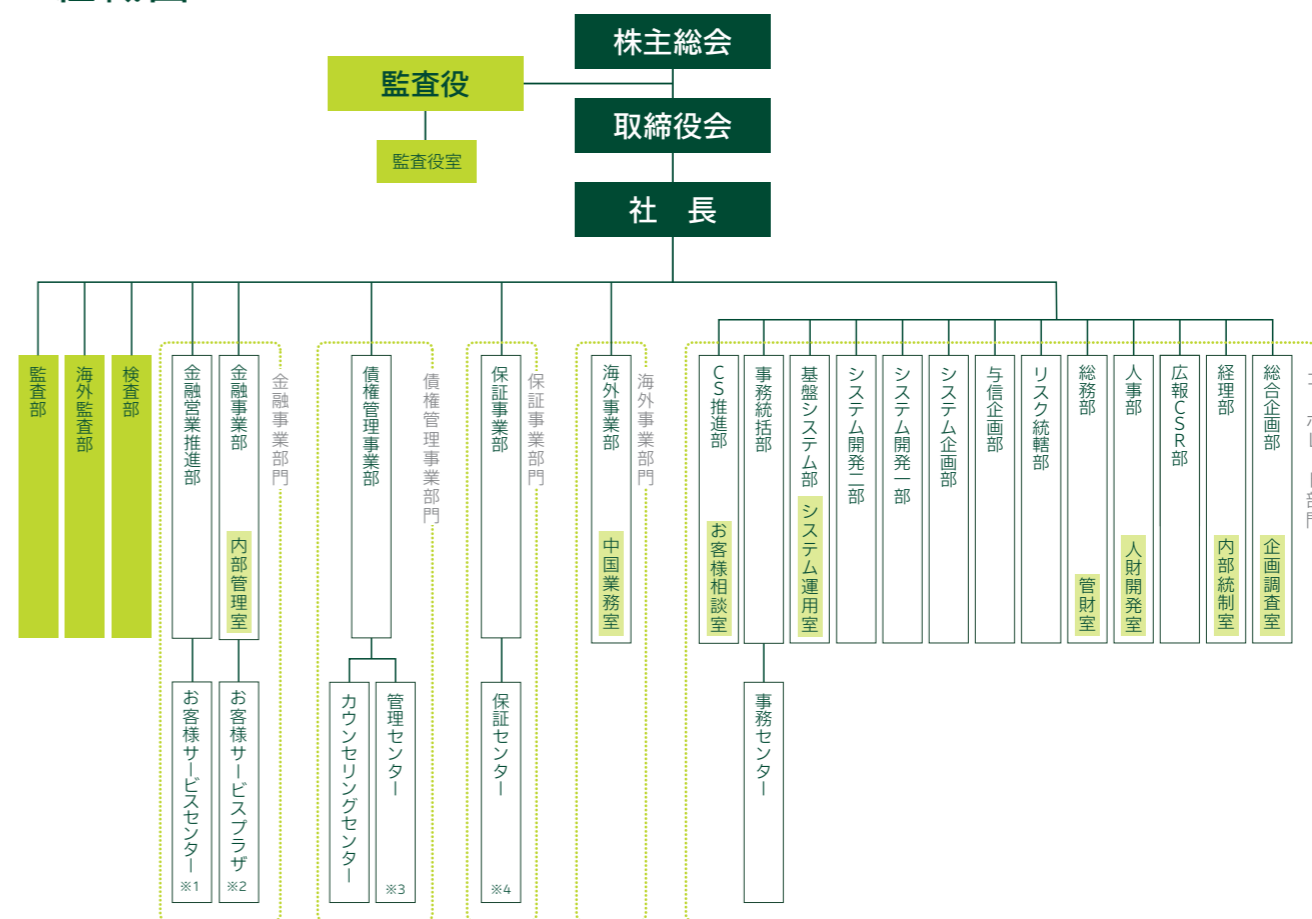 株主総会
監査役
取締役会
監査役室
社　長
監査部
海外監査部
検査部
金融営業推進部
金融事業部
内部管理室
金融事業部門
債権管理事業部
債権管理事業部門
保証事業部
保証事業部門
海外事業部
中国業務室
海外事業部門
CS推進部
お客様相談室
事務統括部
基盤システム部
システム運用室
システム開発二部
システム開発一部
システム企画部
与信企画部
リスク統轄部
総務部
管財室
人事部
人財開発室
広報CSR部
経理部
内部統制室
総合企画部
企画調査室
お客様サービスセンター
※1
お客様サービスプラザ
※2
カウンセリングセンター
管理センター
※3
保証センター
※4
事務センター